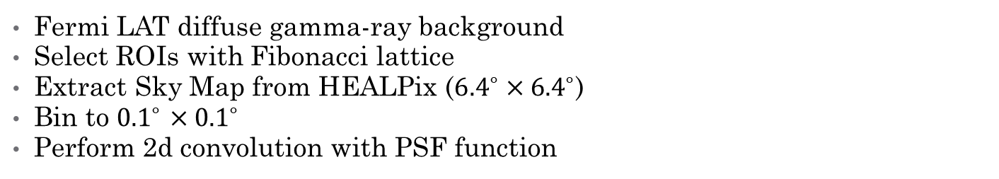 • Fermi LAT diffuse gamma-ray background
• Select ROIs with Fibonacci lattice
• Extract Sky Map from HEALPix (6.4° × 6.4°)
• Bin to 0.1° × 0.1°
• Perform 2d convolution with PSF function